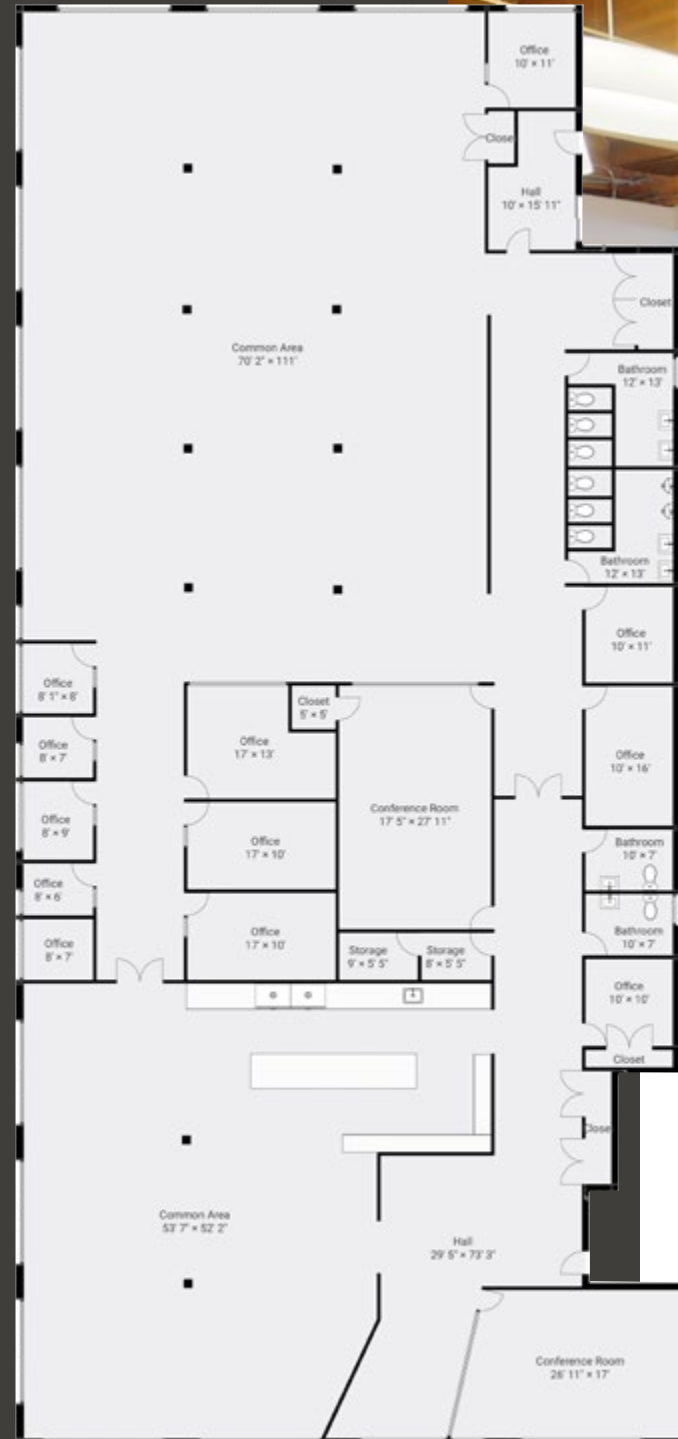 Office
10' × 11'
Close
Hall
10' × 15' 11"
Closet
Common Area
70' 2" × 111'
Bathroom
12' × 13'
Bathroom
12' × 13'
Office
10' × 11'
Office
8' 1" × 8'
Closet
5' × 5'
Office
17' × 13'
Office
8' × 7'
Office
10' × 16'
Conference Room
17' 5" × 27' 11"
Office
8' × 9'
Office
17' × 10'
Bathroom
10' × 7'
Office
8' × 6'
Office
17' × 10'
Bathroom
10' × 7'
Office
8' × 7'
Storage
9' × 5' 5"
Storage
8' × 5' 5"
Office
10' × 10'
Closet
Close
Common Area
53' 7" × 52' 2"
Hall
29' 5" × 73' 3"
Conference Room
26' 11" × 17'